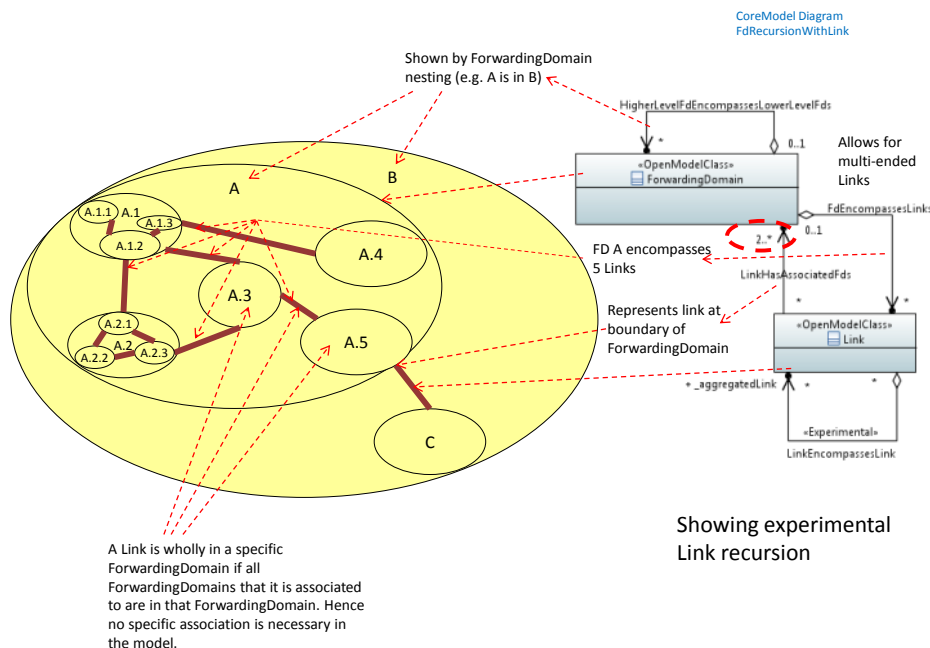 CoreModel Diagram
FdRecursionWithLink
Shown by ForwardingDomain
nesting (e.g. A is in B)
HigherLevelFdEncompassesLowerLevelFds
*
0..1
Allows for
multi-ended
Links
«OpenModelClass»
ForwardingDomain
A
B
A.1.1
A.1
A.1.3
A.1.2
A.4
FdEncompassesLinks
0..1
2..*
FD A encompasses
5 Links
LinkHasAssociatedFds
A.3
Represents link at
boundary of
ForwardingDomain
*
*
A.2.1
A.2
A.2.2
A.2.3
A.5
«OpenModelClass»
Link
* _aggregatedLink
*
*
C
«Experimental»
LinkEncompassesLink
Showing experimental
Link recursion
A Link is wholly in a specific
ForwardingDomain if all
ForwardingDomains that it is associated
to are in that ForwardingDomain. Hence
no specific association is necessary in
the model.